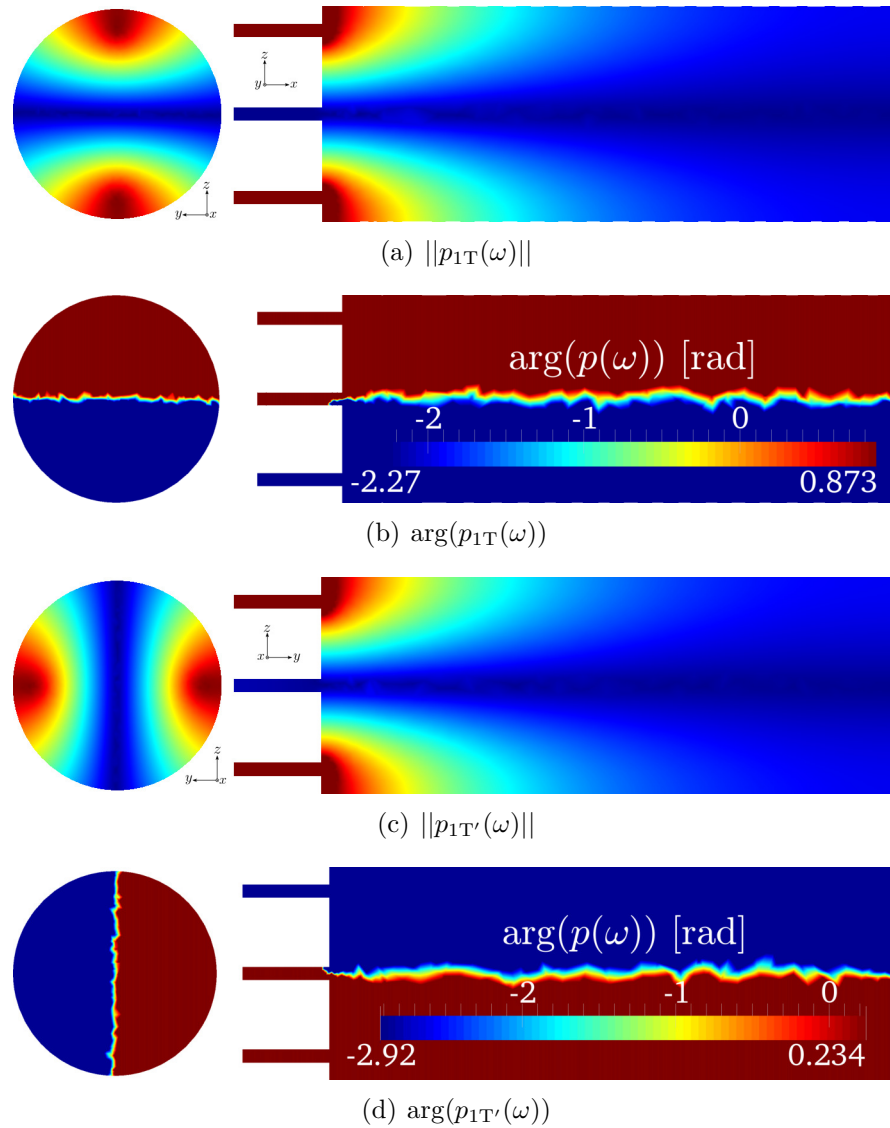 z
y
x
z
y
x
(a) ||p1T(ω)||
arg(p(ω)) [rad]
-2 -1 0
-2.27 0.873
(b) arg(p1T(ω))
z
x
y
z
y
x
(c) ||p1T′(ω)||
arg(p(ω)) [rad]
-2 -1 0
-2.92 0.234
(d) arg(p1T′(ω))